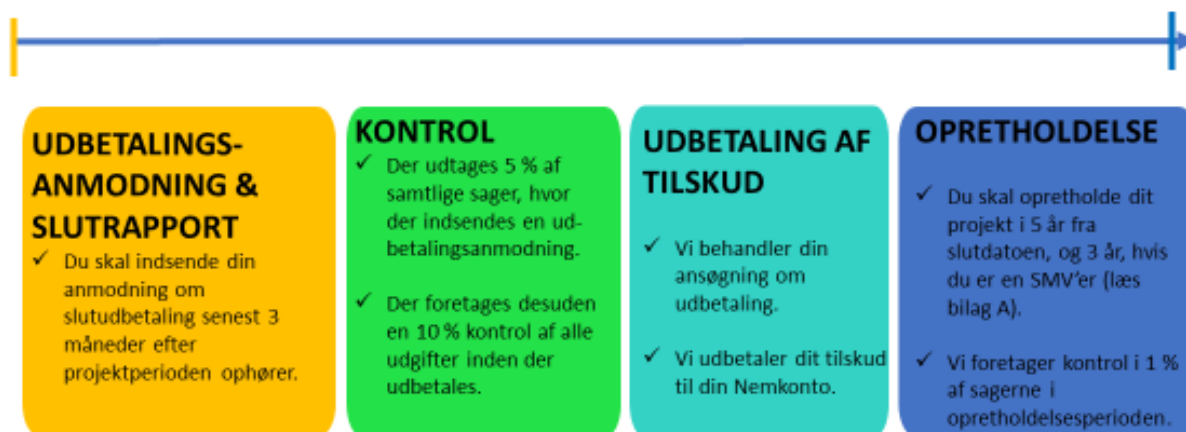 UDBETALINGS-
ANMODNING &
SLUTRAPPORT
✓ Du skal indsende din
anmodning om
slutudbetaling senest 3
måneder efter
projektperioden ophører.
KONTROL
✓ Der udtages 5 % af
samtlige sager, hvor
der indsendes en ud-
betalingsanmodning.
✓ Der foretages desuden
en 10 % kontrol af alle
udgifter inden der
udbetales.
UDBETALING AF
TILSKUD
✓ Vi behandler din
ansøgning om
udbetaling.
✓ Vi udbetaler dit tilskud
til din Nemkonto.
OPRETHOLDELSE
✓ Du skal opretholde dit
projekt i 5 år fra
slutdatoen, og 3 år, hvis
du er en SMV'er (læs
bilag A).
✓ Vi foretager kontrol i 1 %
af sagerne i
opretholdelsesperioden.